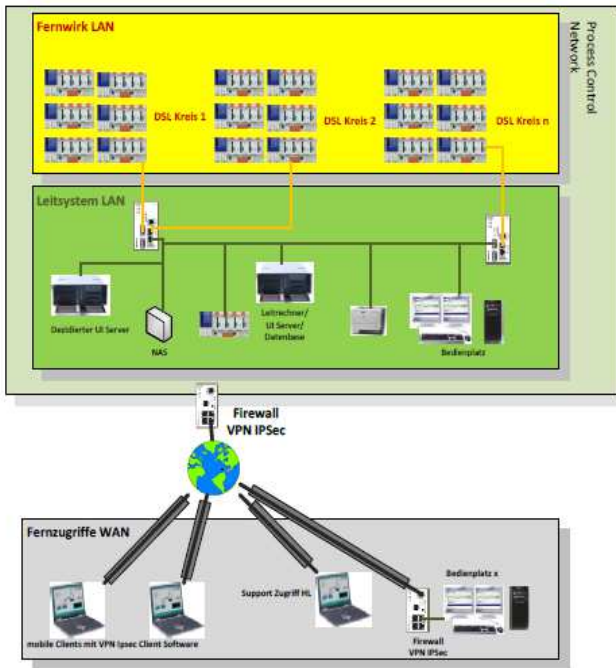 Fernwirk LAN
Process Control
Network
DSL Kreis 1
DSL Kreis 2
DSL Kreis n
Leitsystem LAN
Dezidierter UI Server
NAS
Leitrechner/
UI Server/
Datenbase
Bedienplatz
Firewall
VPN IPSec
Fernzugriffe WAN
mobile Clients mit VPN Ipsec Client Software
Support Zugriff HL
Bedienplatz x
Firewall
VPN IPSec